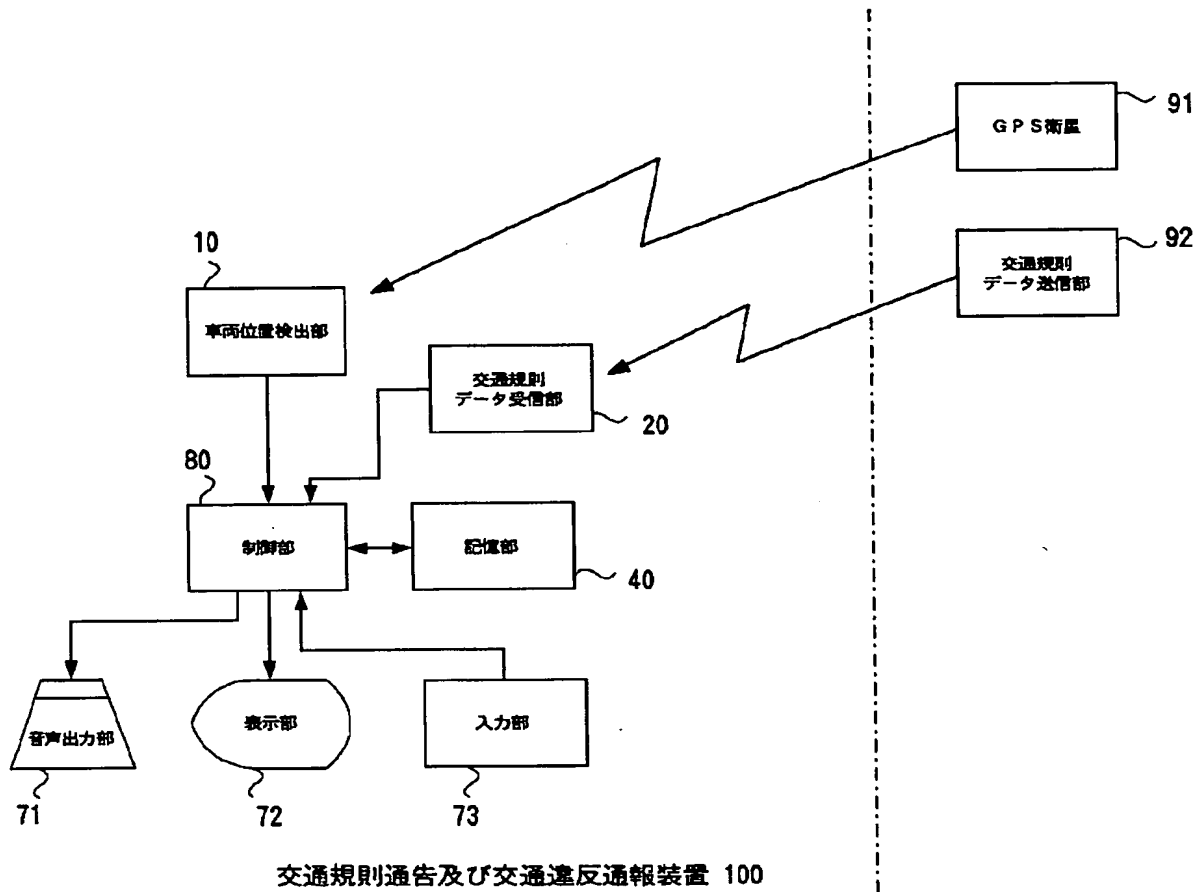 91
GPS衛星
92
交通規則
データ送信部
10
車両位置検出部
交通規則
データ受信部
20
80
制御部
記憶部
40
音声出力部
表示部
入力部
71
72
73
交通規則通告及び交通違反通報装置 100